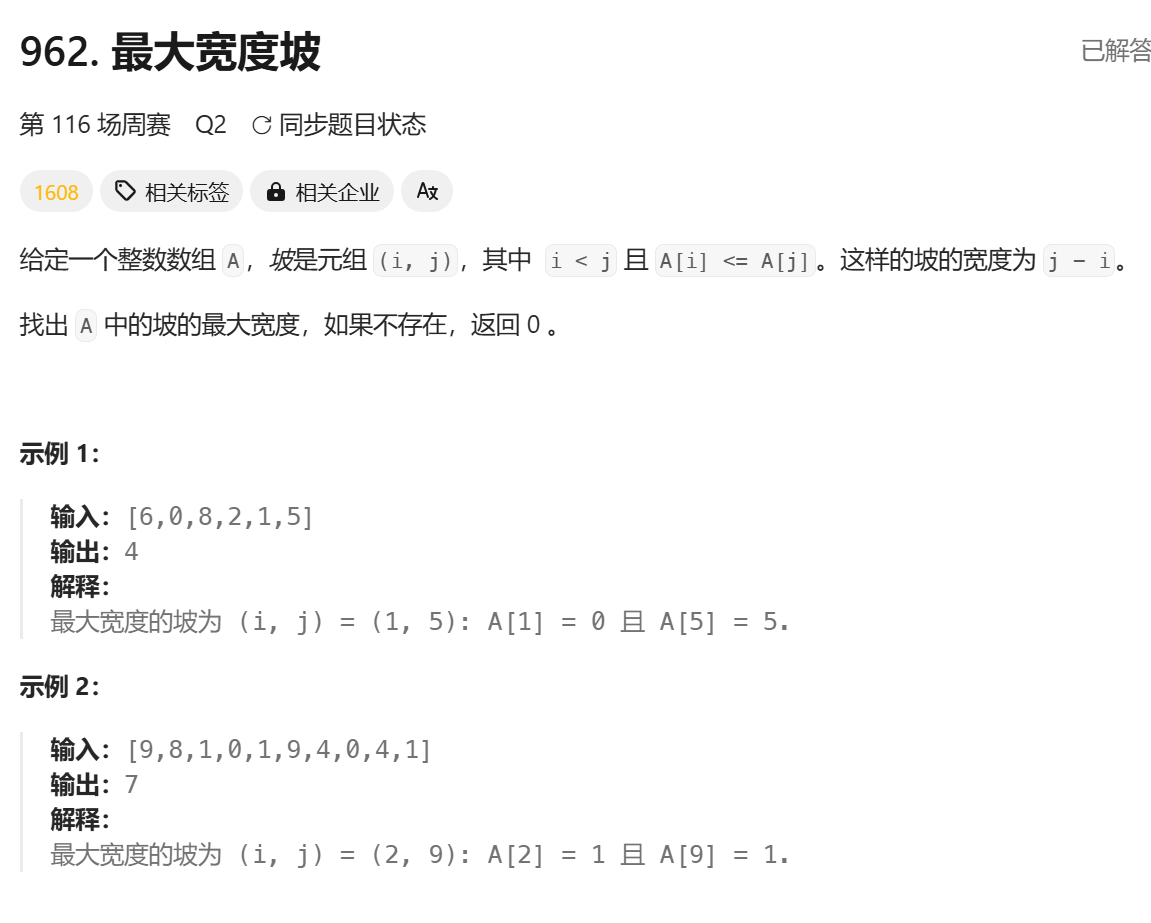 962. 最大宽度坡
已解答
第 116 场周赛 Q2 同步题目状态
1608 相关标签 相关企业
给定一个整数数组 A，坡是元组 (i, j)，其中 i < j 且 A[i] <= A[j]。这样的坡的宽度为 j - i。
找出 A 中的坡的最大宽度，如果不存在，返回 0 。
示例 1：
输入：[6,0,8,2,1,5]
输出：4
解释：
最大宽度的坡为 (i, j) = (1, 5): A[1] = 0 且 A[5] = 5.
示例 2：
输入：[9,8,1,0,1,9,4,0,4,1]
输出：7
解释：
最大宽度的坡为 (i, j) = (2, 9): A[2] = 1 且 A[9] = 1.